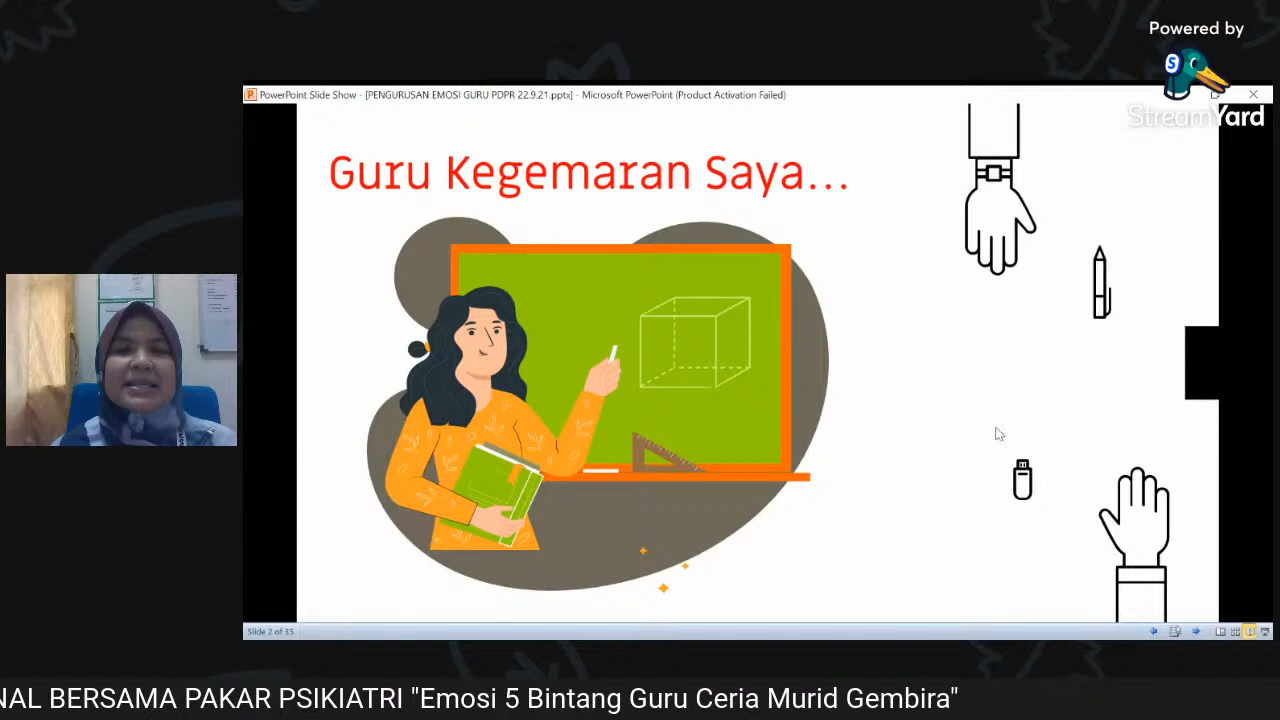 Powered by
StreamYard
PowerPoint Slide Show - [PENGURUSAN EMOSI GURU PDPR 22.9.21.pptx] - Microsoft PowerPoint (Product Activation Failed)
Guru Kegemaran Saya...
Slide 2 of 35
NAL BERSAMA PAKAR PSIKIATRI "Emosi 5 Bintang Guru Ceria Murid Gembira"